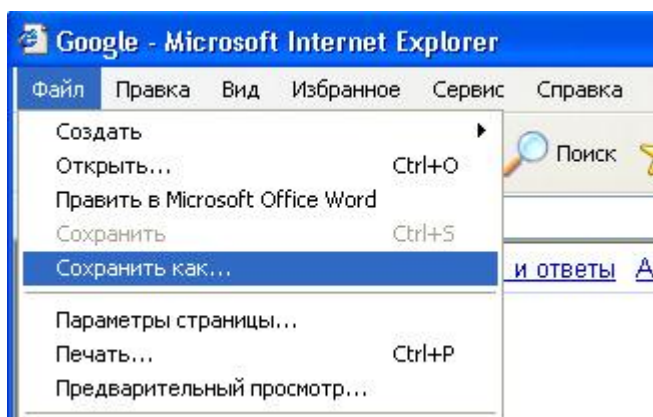 Google - Microsoft Internet Explorer
Файл Правка Вид Избранное Сервис Справка
Создать
Открыть... Ctrl+O
Поиск
Править в Microsoft Office Word
Сохранить Ctrl+S
Сохранить как...
и ответы
Параметры страницы...
Печать... Ctrl+P
Предварительный просмотр...